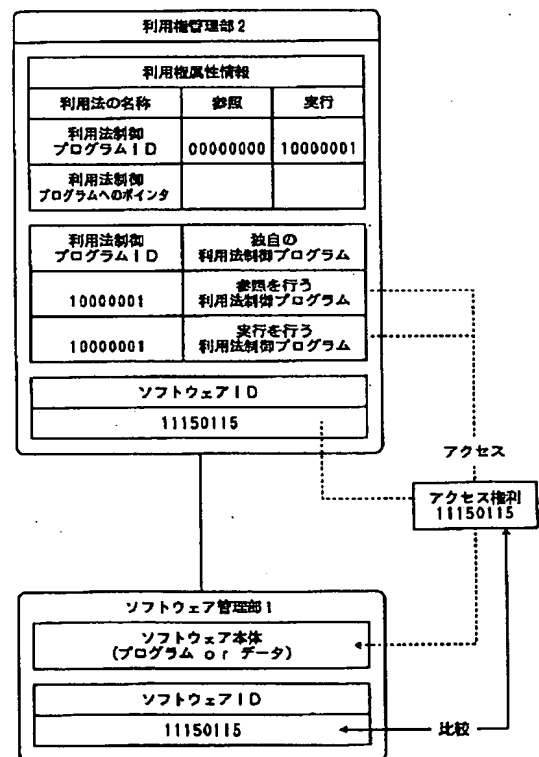 利用権管理部2
利用権属性情報
利用法の名称 参照 実行
利用法制御
プログラムID 00000000 10000001
利用法制御
プログラムへのポインタ
利用法制御 独自の
プログラムID 利用法制御プログラム
参照を行う
10000001 利用法制御プログラム
実行を行う
10000001 利用法制御プログラム
ソフトウェアID
11150115
アクセス
アクセス権利
11150115
ソフトウェア管理部1
ソフトウェア本体
(プログラム or データ)
ソフトウェアID
11150115
比較